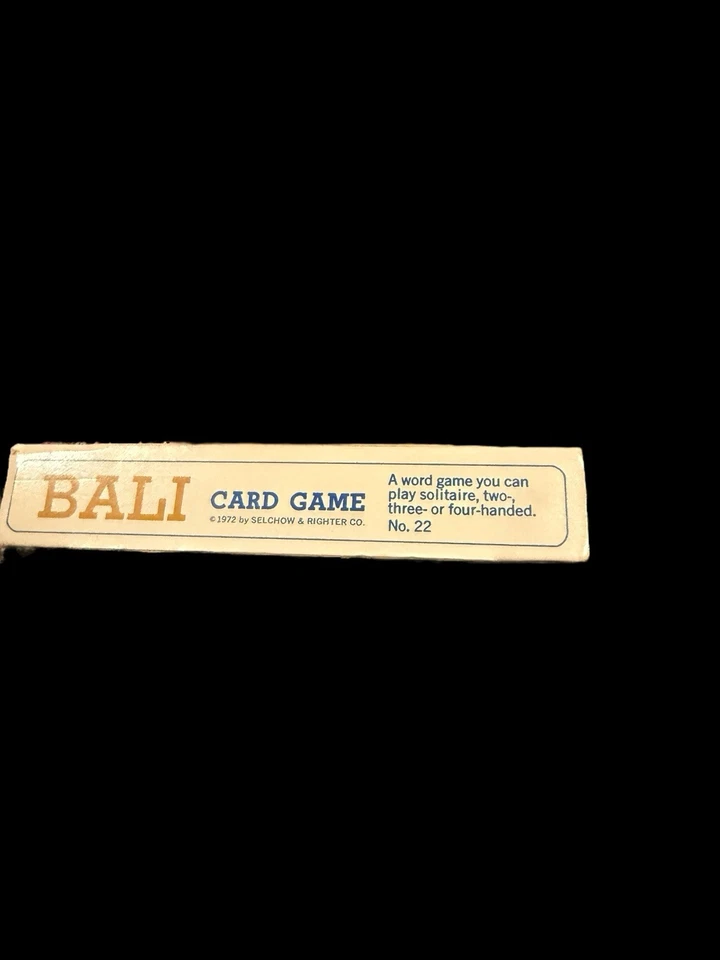 BALI
CARD GAME
©1972 by SELCHOW & RIGHTER CO.
A word game you can
play solitaire, two-,
three- or four-handed.
No. 22